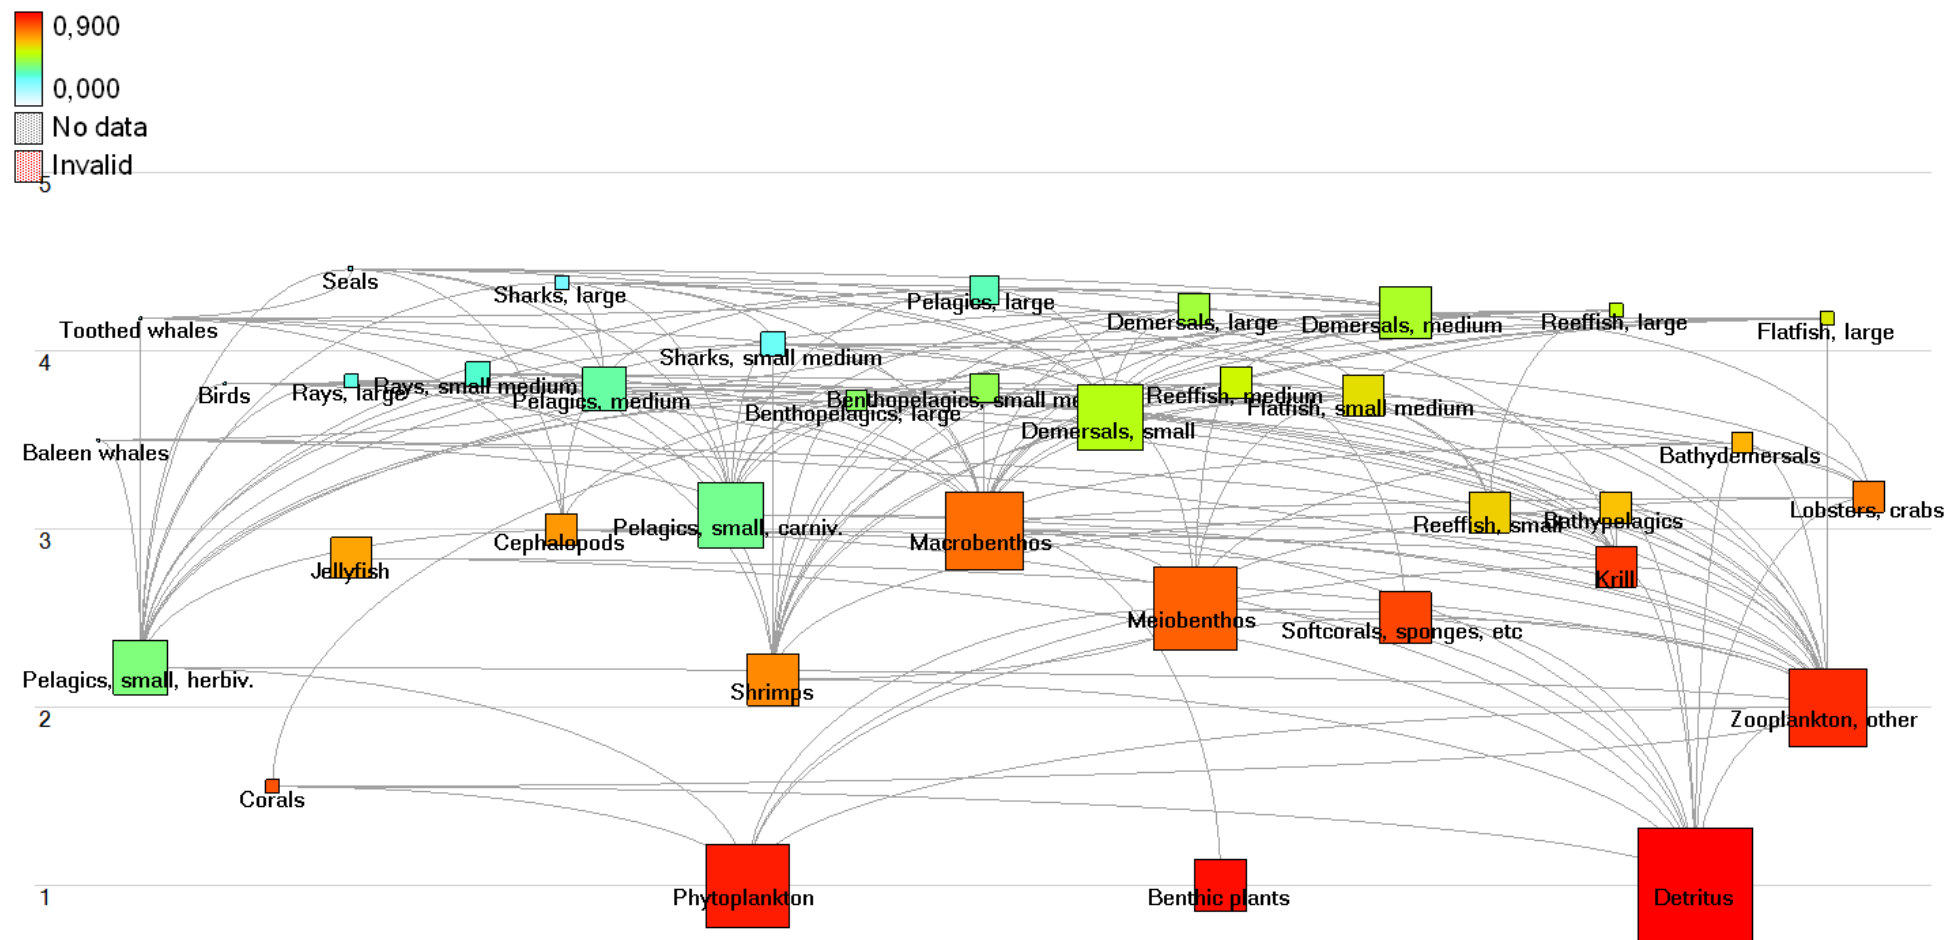 0,900
0,000
No data
Invalid
5
Seals
Sharks, large
Pelagics, large
Demersals, large
Demersals, medium
Reeffish, large
Flatfish, large
Toothed whales
Sharks, small medium
4
Birds
Rays, large
Rays, small medium
Pelagics, medium
Benthopelagics, large
Benthopelagics, small me
Reeffish, medium
Flatfish, small medium
Demersals, small
Baleen whales
Bathydemersals
Lobsters, crabs
Pelagics, small, carniv.
Reeffish, small
Bathypelagics
3
Cephalopods
Macrobenthos
Jellyfish
Krill
Meiobenthos
Softcorals, sponges, etc
Pelagics, small, herbiv.
Shrimps
2
Zooplankton, other
Corals
1
Phytoplankton
Benthic plants
Detritus